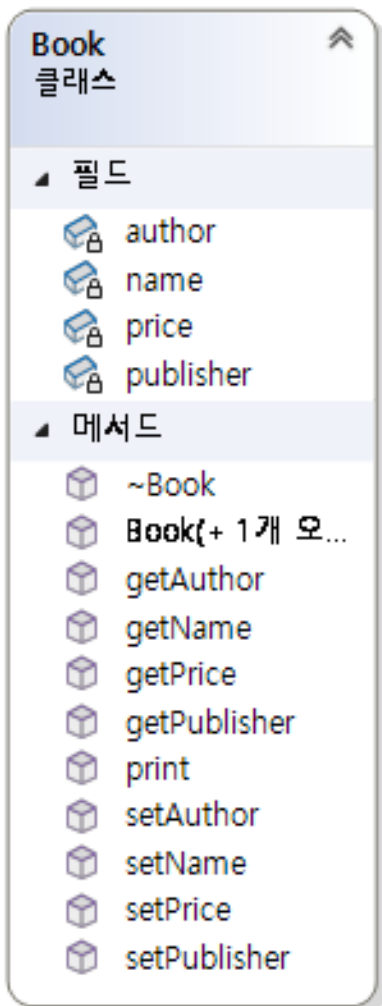 Book
클래스
필드
author
name
price
publisher
메서드
~Book
Book(+ 1개 오...
getAuthor
getName
getPrice
getPublisher
print
setAuthor
setName
setPrice
setPublisher